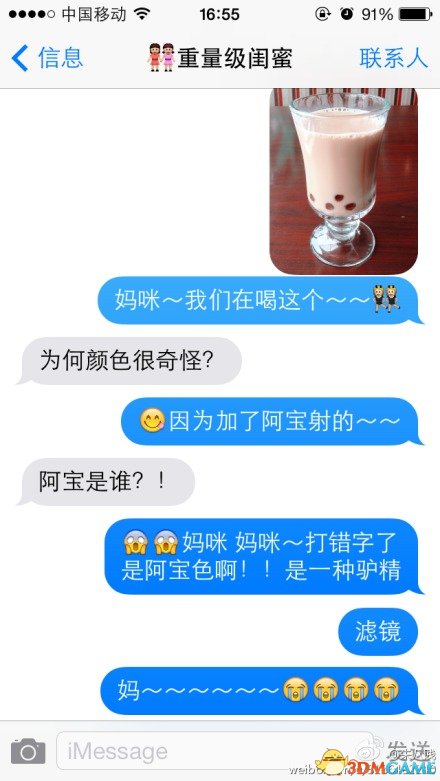 中国移动 16:55 91%
信息 👭重量级闺蜜 联系人
妈咪～我们在喝这个～～👯
为何颜色很奇怪？
😋因为加了阿宝射的～～
阿宝是谁？！
😱😱妈咪 妈咪～打错字了
是阿宝色啊！！是一种驴精
滤镜
妈～～～～～～😭😭😭😭
iMessage 发送
3DMGAME